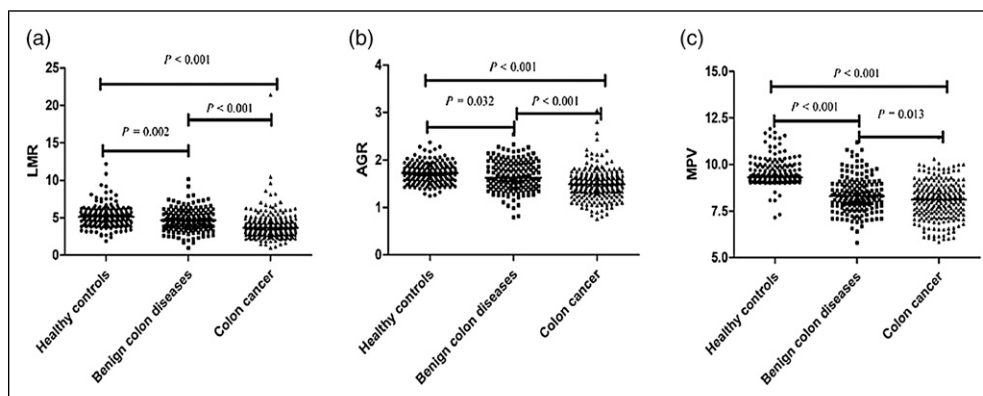 (a)
P < 0.001
P < 0.001
P = 0.002
LMR
25
20
15
10
5
0
Healthy controls
Benign colon diseases
Colon cancer
(b)
P < 0.001
P = 0.032
P < 0.001
AGR
4
3
2
1
0
Healthy controls
Benign colon diseases
Colon cancer
(c)
P < 0.001
P < 0.001
P = 0.013
MPV
15.0
12.5
10.0
7.5
5.0
Healthy controls
Benign colon diseases
Colon cancer